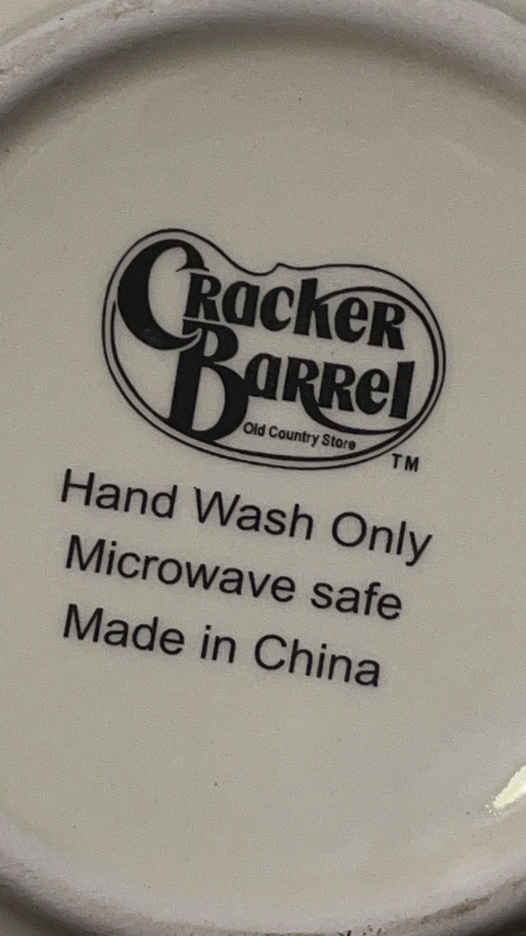 Cracker
Barrel
Old Country Store
TM
Hand Wash Only
Microwave safe
Made in China